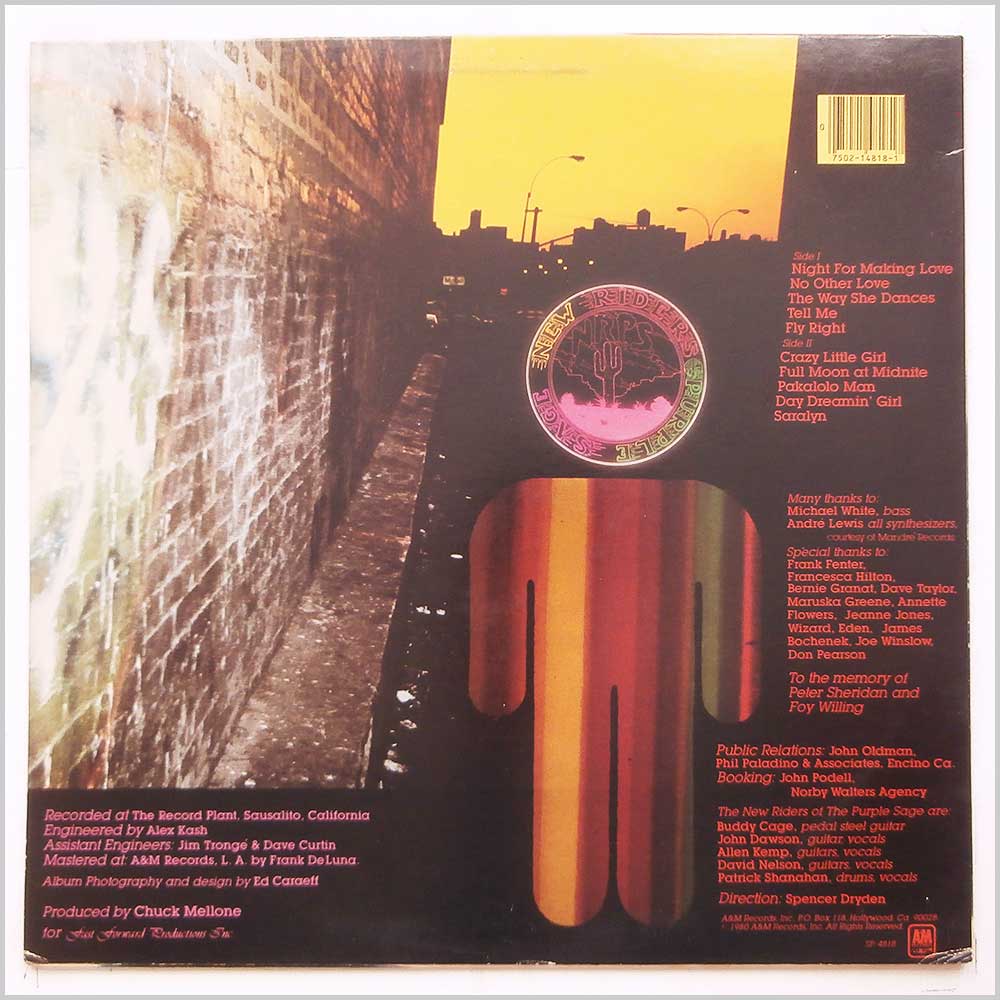 0
7502-14818-1
Side I
Night For Making Love
No Other Love
The Way She Dances
Tell Me
Fly Right
Side II
Crazy Little Girl
Full Moon at Midnite
Pakalolo Man
Day Dreamin' Girl
Saralyn
NEW RIDERS PURPLE SAGE
NRPS
Many thanks to:
Michael White, bass
André Lewis all synthesizers,
courtesy of Mandré Records
Special thanks to:
Frank Fenter,
Francesca Hilton,
Bernie Granat, Dave Taylor,
Maruska Greene, Annette
Flowers, Jeanne Jones,
Wizard, Eden, James
Bochenek, Joe Winslow,
Don Pearson
To the memory of
Peter Sheridan and
Foy Willing
Public Relations: John Oldman,
Phil Paladino & Associates, Encino Ca.
Booking: John Podell,
Norby Walters Agency
The New Riders of The Purple Sage are:
Buddy Cage, pedal steel guitar
John Dawson, guitar, vocals
Allen Kemp, guitars, vocals
David Nelson, guitars, vocals
Patrick Shanahan, drums, vocals
Direction: Spencer Dryden
A&M Records, Inc. P.O. Box 118, Hollywood, Ca. 90028
© 1980 A&M Records, Inc. All Rights Reserved.
SP-4818
AM
Recorded at The Record Plant, Sausalito, California
Engineered by Alex Kash
Assistant Engineers: Jim Trongé & Dave Curtin
Mastered at: A&M Records, L. A. by Frank DeLuna.
Album Photography and design by Ed Caraeff
Produced by Chuck Mellone
for Fast Forward Productions Inc.